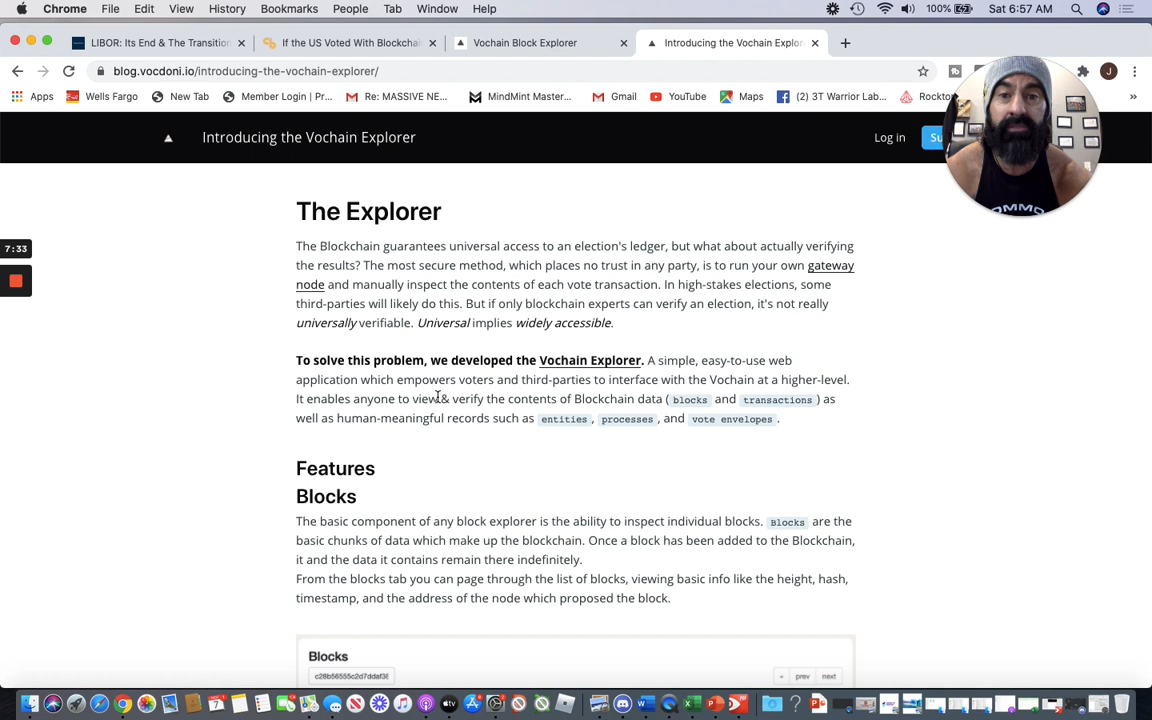 Chrome File Edit View History Bookmarks People Tab Window Help 100% Sat 6:57 AM
LIBOR: Its End & The Transition If the US Voted With Blockchai Vochain Block Explorer Introducing the Vochain Explor
blog.vocdoni.io/introducing-the-vochain-explorer/ J
Apps Wells Fargo New Tab Member Login | Pr... Re: MASSIVE NE... MindMint Master... Gmail YouTube Maps (2) 3T Warrior Lab... Rockto
Introducing the Vochain Explorer Log in Su
The Explorer
The Blockchain guarantees universal access to an election's ledger, but what about actually verifying
7:33
the results? The most secure method, which places no trust in any party, is to run your own gateway
node and manually inspect the contents of each vote transaction. In high-stakes elections, some
third-parties will likely do this. But if only blockchain experts can verify an election, it's not really
universally verifiable. Universal implies widely accessible.
To solve this problem, we developed the Vochain Explorer. A simple, easy-to-use web
application which empowers voters and third-parties to interface with the Vochain at a higher-level.
It enables anyone to view & verify the contents of Blockchain data ( blocks and transactions ) as
well as human-meaningful records such as entities , processes , and vote envelopes .
Features
Blocks
The basic component of any block explorer is the ability to inspect individual blocks. Blocks are the
basic chunks of data which make up the blockchain. Once a block has been added to the Blockchain,
it and the data it contains remain there indefinitely.
From the blocks tab you can page through the list of blocks, viewing basic info like the height, hash,
timestamp, and the address of the node which proposed the block.
Blocks
c28b56555c2d7ddaf38 « prev next